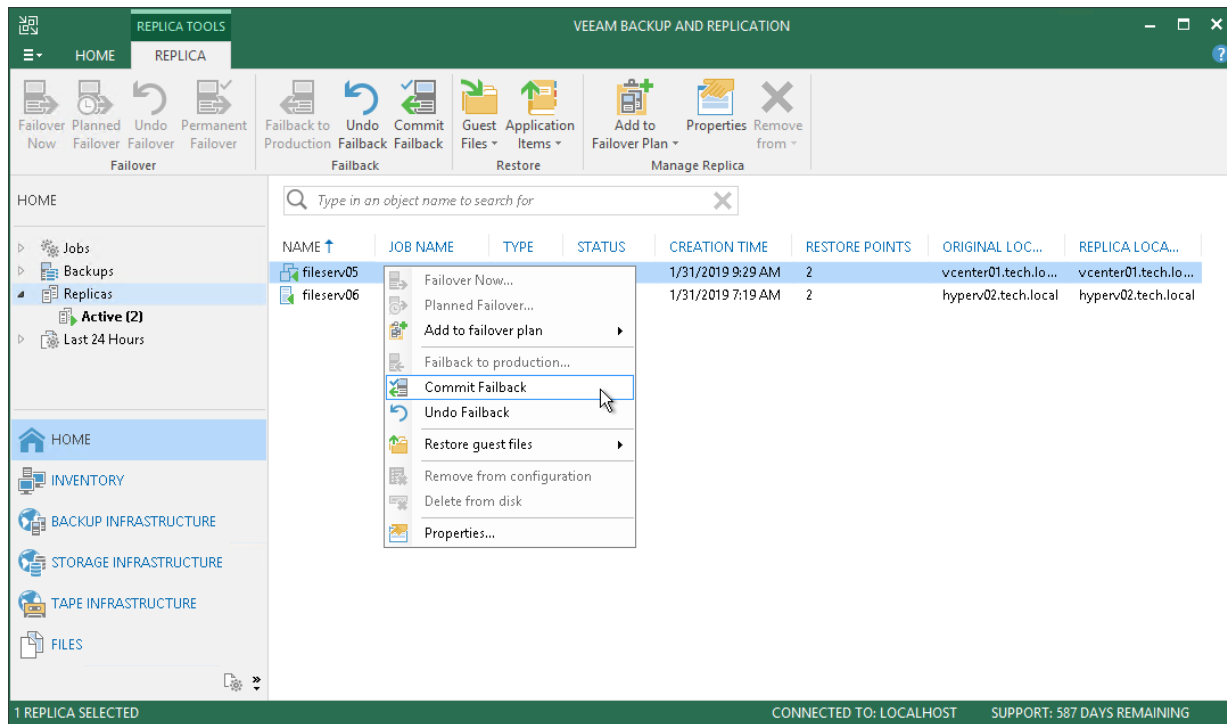 REPLICA TOOLS
VEEAM BACKUP AND REPLICATION
HOME
REPLICA
?
Failover Now
Planned Failover
Undo Failover
Permanent Failover
Failover
Failback to Production
Undo Failback
Commit Failback
Failback
Guest Files
Application Items
Restore
Add to Failover Plan
Properties
Remove from
Manage Replica
HOME
Jobs
Backups
Replicas
Active (2)
Last 24 Hours
Type in an object name to search for
NAME JOB NAME TYPE STATUS CREATION TIME RESTORE POINTS ORIGINAL LOC... REPLICA LOCA...
fileserv05 1/31/2019 9:29 AM 2 vcenter01.tech.lo... vcenter01.tech.lo...
fileserv06 1/31/2019 7:19 AM 2 hyperv02.tech.local hyperv02.tech.local
Failover Now...
Planned Failover...
Add to failover plan
Failback to production...
Commit Failback
Undo Failback
Restore guest files
Remove from configuration
Delete from disk
Properties...
HOME
INVENTORY
BACKUP INFRASTRUCTURE
STORAGE INFRASTRUCTURE
TAPE INFRASTRUCTURE
FILES
1 REPLICA SELECTED
CONNECTED TO: LOCALHOST
SUPPORT: 587 DAYS REMAINING